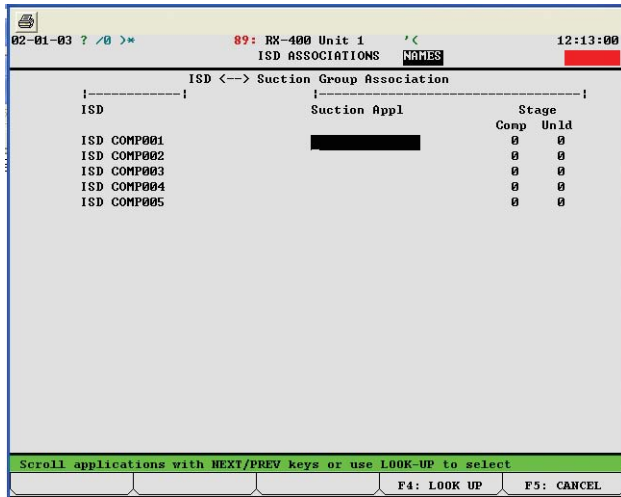 02-01-03 ? /0 >* 89: RX-400 Unit 1 '< 12:13:00
ISD ASSOCIATIONS NAMES
ISD <--> Suction Group Association
ISD Suction Appl Stage
Comp Unld
ISD COMP001 0 0
ISD COMP002 0 0
ISD COMP003 0 0
ISD COMP004 0 0
ISD COMP005 0 0
Scroll applications with NEXT/PREV keys or use LOOK-UP to select
F4: LOOK UP F5: CANCEL